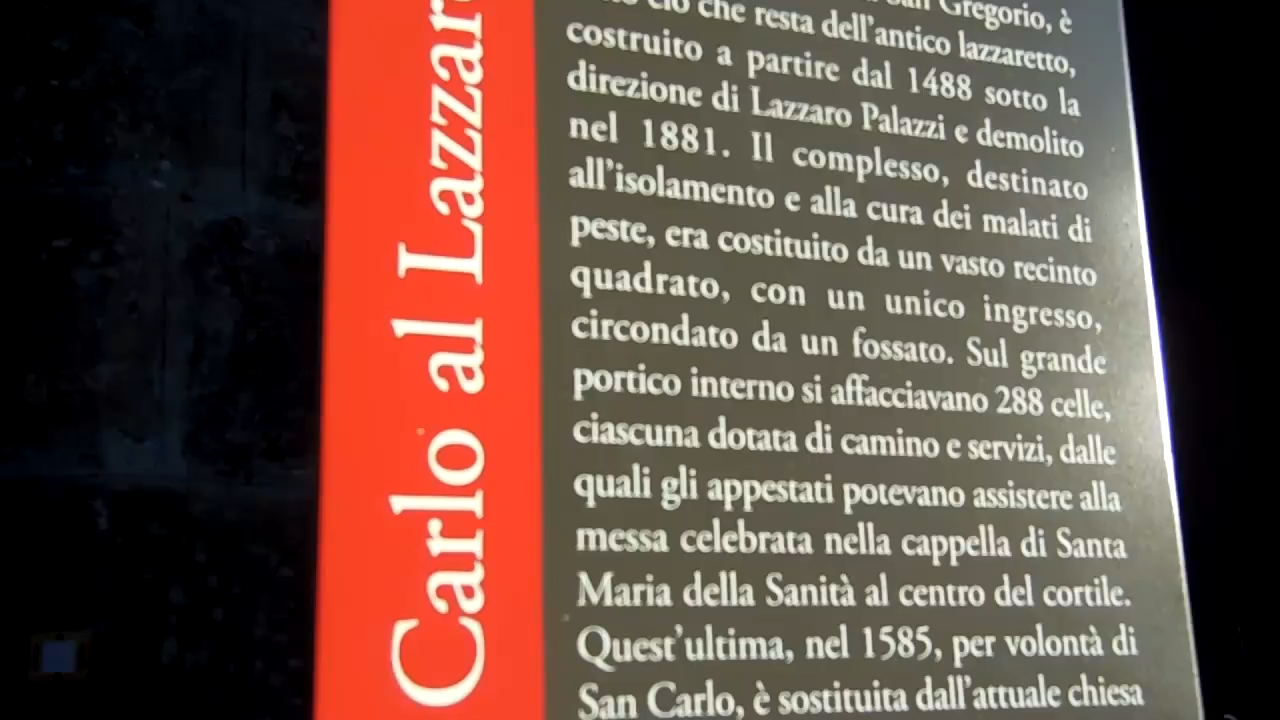 Carlo al
Gregorio, è
che resta dell'antico lazzaretto,
costruito a partire dal 1488 sotto la
direzione di Lazzaro Palazzi e demolito
nel 1881. Il complesso, destinato
all'isolamento e alla cura dei malati di
peste, era costituito da un vasto recinto
quadrato, con un unico ingresso,
circondato da un fossato. Sul grande
portico interno si affacciavano 288 celle,
ciascuna dotata di camino e servizi, dalle
quali gli appestati potevano assistere alla
messa celebrata nella cappella di Santa
Maria della Sanità al centro del cortile.
Quest'ultima, nel 1585, per volontà di
San Carlo, è sostituita dall'attuale chiesa